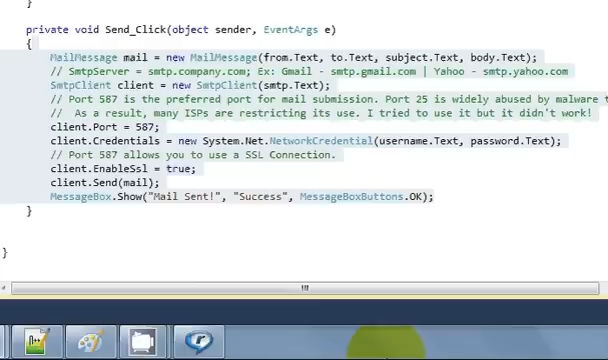 }
private void Send_Click(object sender, EventArgs e)
{
MailMessage mail = new MailMessage(from.Text, to.Text, subject.Text, body.Text);
// SmtpServer = smtp.company.com; Ex: Gmail - smtp.gmail.com | Yahoo - smtp.yahoo.com
SmtpClient client = new SmtpClient(smtp.Text);
// Port 587 is the preferred port for mail submission. Port 25 is widely abused by malware t
// As a result, many ISPs are restricting its use. I tried to use it but it didn't work!
client.Port = 587;
client.Credentials = new System.Net.NetworkCredential(username.Text, password.Text);
// Port 587 allows you to use a SSL Connection.
client.EnableSsl = true;
client.Send(mail);
MessageBox.Show("Mail Sent!", "Success", MessageBoxButtons.OK);
}
}